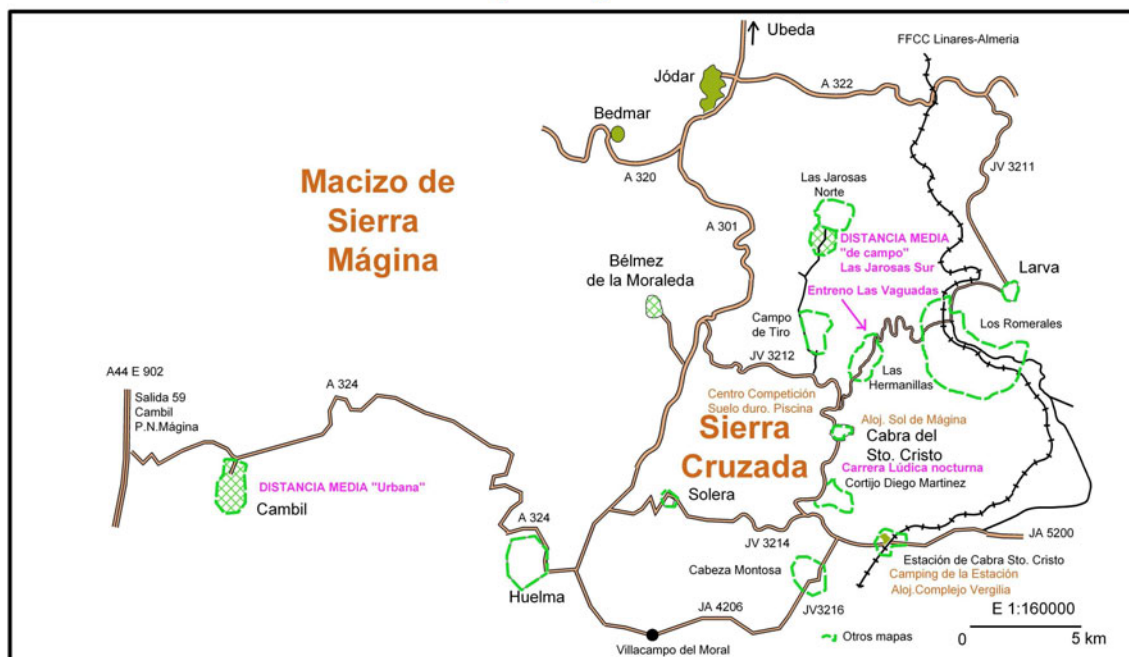 Ubeda
FFCC Linares-Almeria
Jódar
A 322
Bedmar
A 320
JV 3211
Macizo de
Sierra
Mágina
Las Jarosas
Norte
A 301
DISTANCIA MEDIA
"de campo"
Las Jarosas Sur
Bélmez
de la Moraleda
Larva
Entreno Las Vaguadas
Campo
de Tiro
Los Romerales
JV 3212
Las
Hermanillas
A44 E 902
A 324
Salida 59
Cambil
P.N.Mágina
Centro Competición
Suelo duro. Piscina
Sierra
Cruzada
Aloj. Sol de Mágina
Cabra del
Sto. Cristo
Carrera Lúdica nocturna
Cortijo Diego Martinez
DISTANCIA MEDIA "Urbana"
Cambil
Solera
A 324
JV 3214
JA 5200
Estación de Cabra Sto. Cristo
Cabeza Montosa
Camping de la Estación
Aloj.Complejo Vergilia
Huelma
JA 4206
JV3216
E 1:160000
Otros mapas
0 5 km
Villacampo del Moral